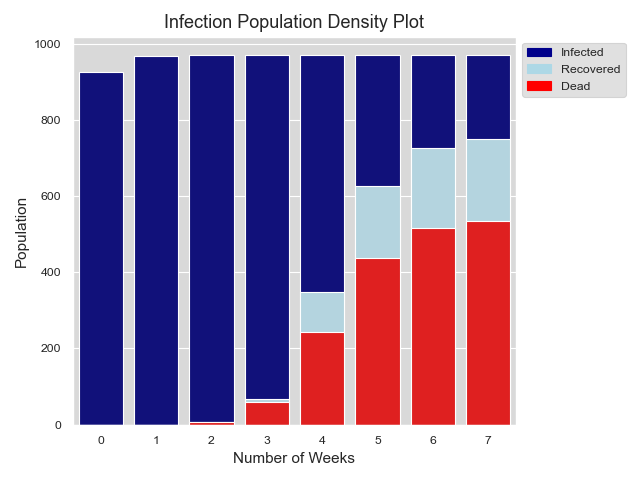 Infection Population Density Plot
Infected
Recovered
Dead
1000
800
600
400
200
0
Population
0 1 2 3 4 5 6 7
Number of Weeks